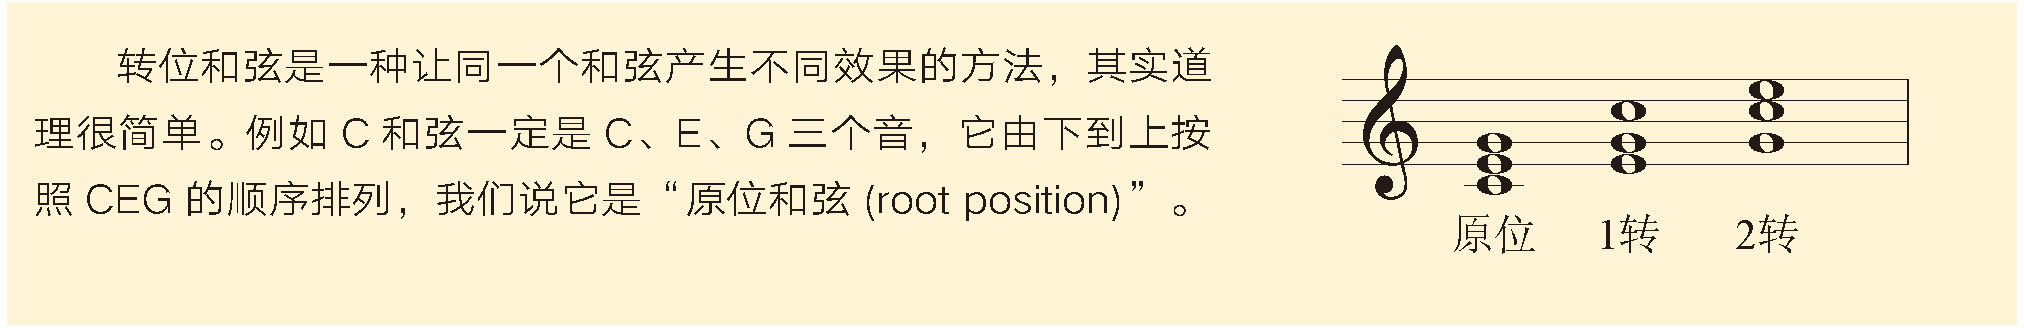 转位和弦是一种让同一个和弦产生不同效果的方法，其实道
理很简单。例如 C 和弦一定是 C、E、G 三个音，它由下到上按
照 CEG 的顺序排列，我们说它是“原位和弦 (root position)”。
原位 1转 2转